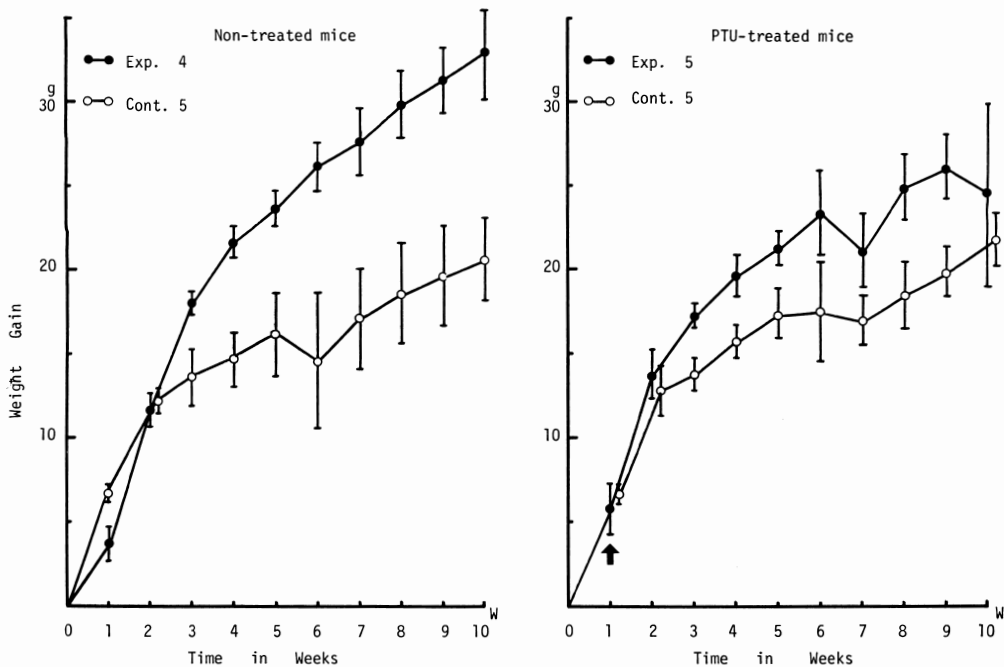 Non-treated mice
Exp. 4
Cont. 5
g
30
20
10
Weight Gain
0 1 2 3 4 5 6 7 8 9 10
W
Time in Weeks
PTU-treated mice
Exp. 5
Cont. 5
g
30
20
10
0 1 2 3 4 5 6 7 8 9 10
W
Time in Weeks